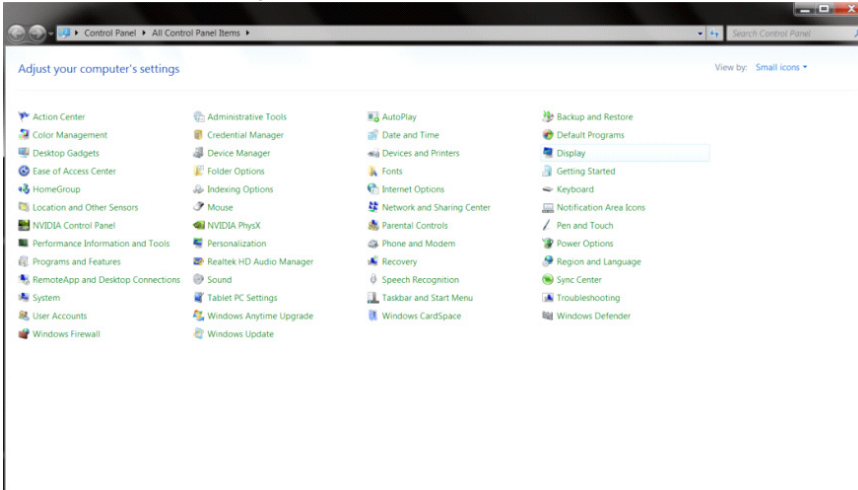 Control Panel All Control Panel Items Search Control Panel
Adjust your computer's settings View by: Small icons
Action Center Administrative Tools AutoPlay Backup and Restore
Color Management Credential Manager Date and Time Default Programs
Desktop Gadgets Device Manager Devices and Printers Display
Ease of Access Center Folder Options Fonts Getting Started
HomeGroup Indexing Options Internet Options Keyboard
Location and Other Sensors Mouse Network and Sharing Center Notification Area Icons
NVIDIA Control Panel NVIDIA PhysX Parental Controls Pen and Touch
Performance Information and Tools Personalization Phone and Modem Power Options
Programs and Features Realtek HD Audio Manager Recovery Region and Language
RemoteApp and Desktop Connections Sound Speech Recognition Sync Center
System Tablet PC Settings Taskbar and Start Menu Troubleshooting
User Accounts Windows Anytime Upgrade Windows CardSpace Windows Defender
Windows Firewall Windows Update